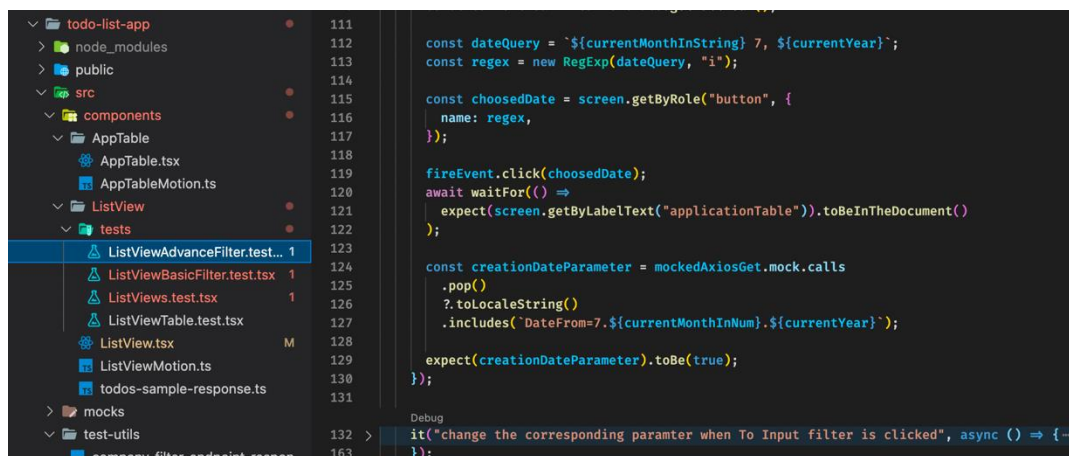 todo-list-app
node_modules
public
src
components
AppTable
AppTable.tsx
AppTableMotion.ts
ListView
tests
ListViewAdvanceFilter.test... 1
ListViewBasicFilter.test.tsx 1
ListViews.test.tsx 1
ListViewTable.test.tsx
ListView.tsx M
ListViewMotion.ts
todos-sample-response.ts
mocks
test-utils
111
112 const dateQuery = `${currentMonthInString} 7, ${currentYear}`;
113 const regex = new RegExp(dateQuery, "i");
114
115 const choosedDate = screen.getByRole("button", {
116 name: regex,
117 });
118
119 fireEvent.click(choosedDate);
120 await waitFor(() ⇒
121 expect(screen.getByLabelText("applicationTable")).toBeInTheDocument()
122 );
123
124 const creationDateParameter = mockedAxiosGet.mock.calls
125 .pop()
126 ?.toLocaleString()
127 .includes(`DateFrom=7.${currentMonthInNum}.${currentYear}`);
128
129 expect(creationDateParameter).toBe(true);
130 });
131
Debug
132 it("change the corresponding paramter when To Input filter is clicked", async () ⇒ {…
163 });